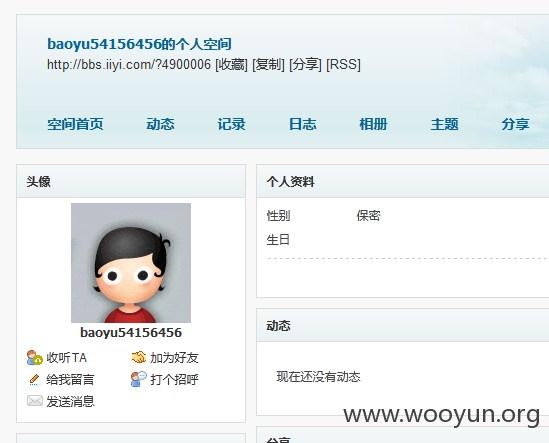 baoyu54156456的个人空间
http://bbs.iiyi.com/?4900006 [收藏] [复制] [分享] [RSS]
空间首页 动态 记录 日志 相册 主题 分享
头像
baoyu54156456
收听TA 加为好友
给我留言 打个招呼
发送消息
个人资料
性别 保密
生日
动态
现在还没有动态
www.wooyun.org
分享